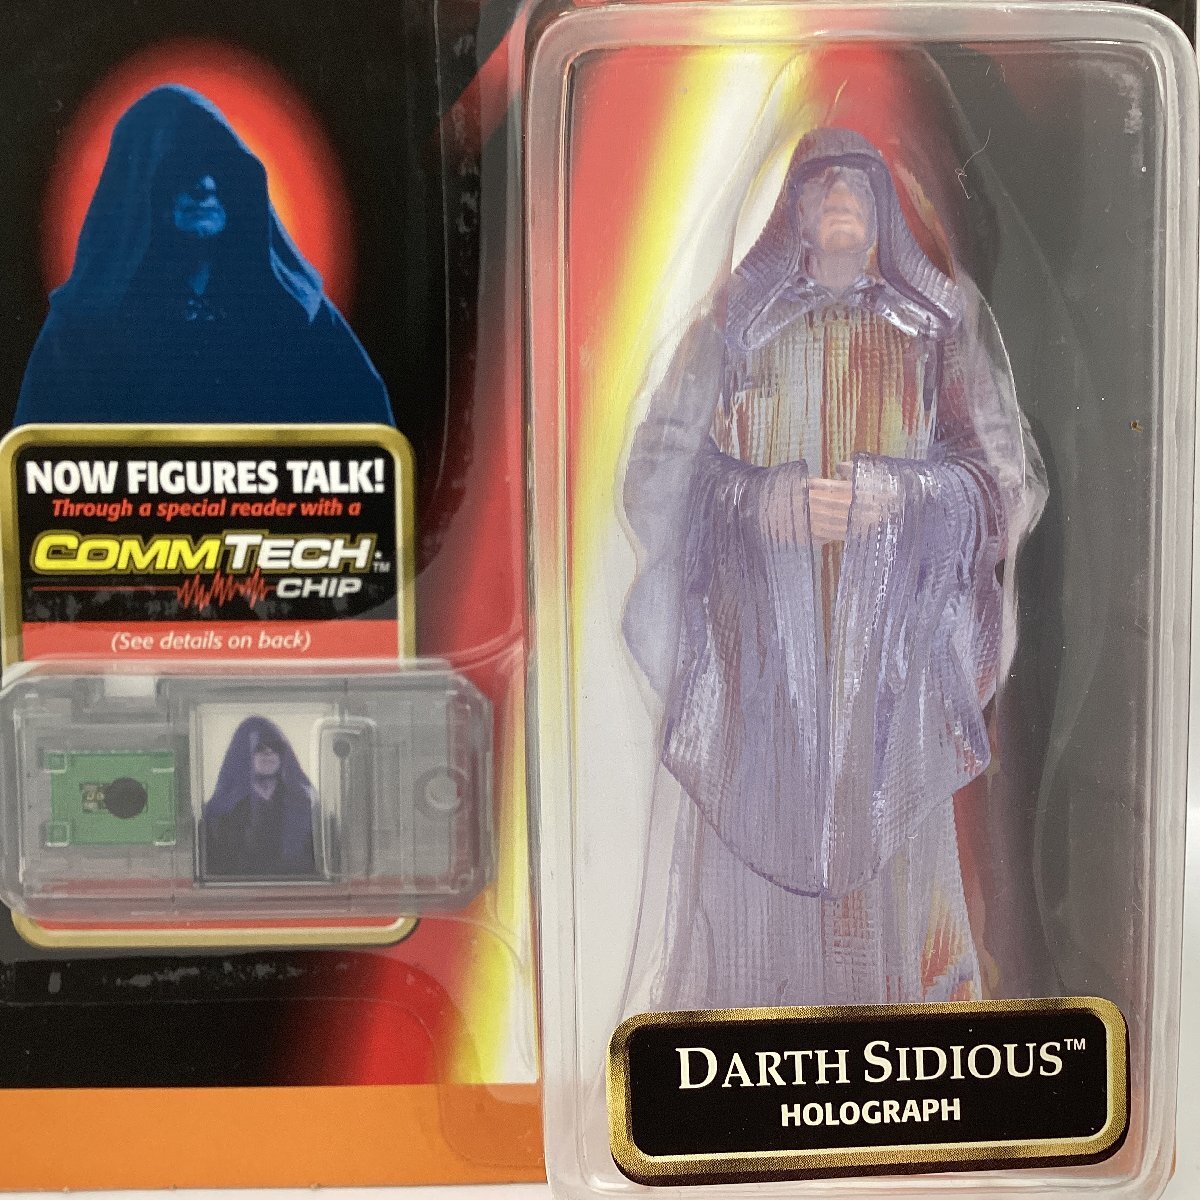 NOW FIGURES TALK!
Through a special reader with a
COMMTECH™
CHIP
(See details on back)
DARTH SIDIOUS™
HOLOGRAPH